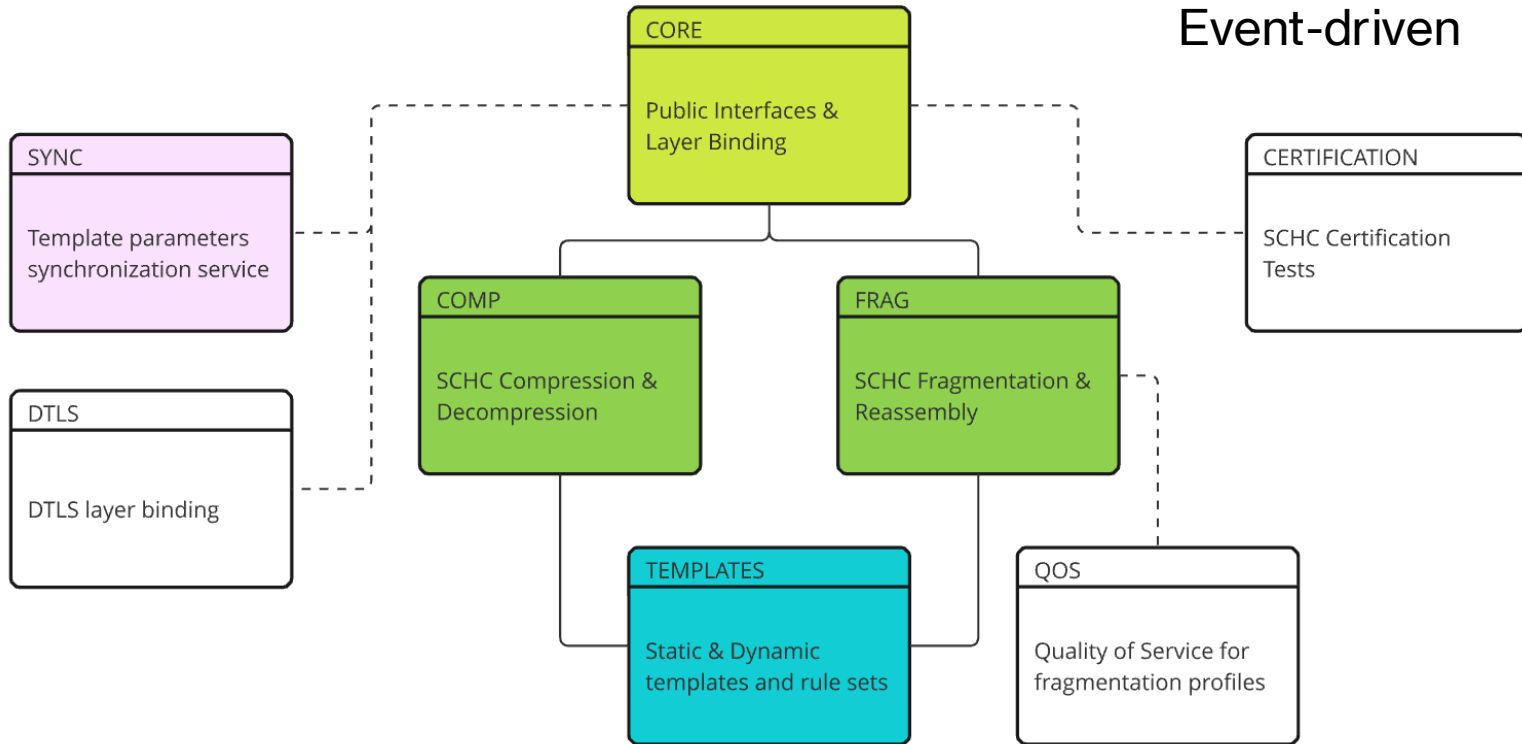 Event-driven
CORE
Public Interfaces &
Layer Binding
SYNC
Template parameters
synchronization service
CERTIFICATION
SCHC Certification
Tests
COMP
SCHC Compression &
Decompression
FRAG
SCHC Fragmentation &
Reassembly
DTLS
DTLS layer binding
TEMPLATES
Static & Dynamic
templates and rule sets
QOS
Quality of Service for
fragmentation profiles